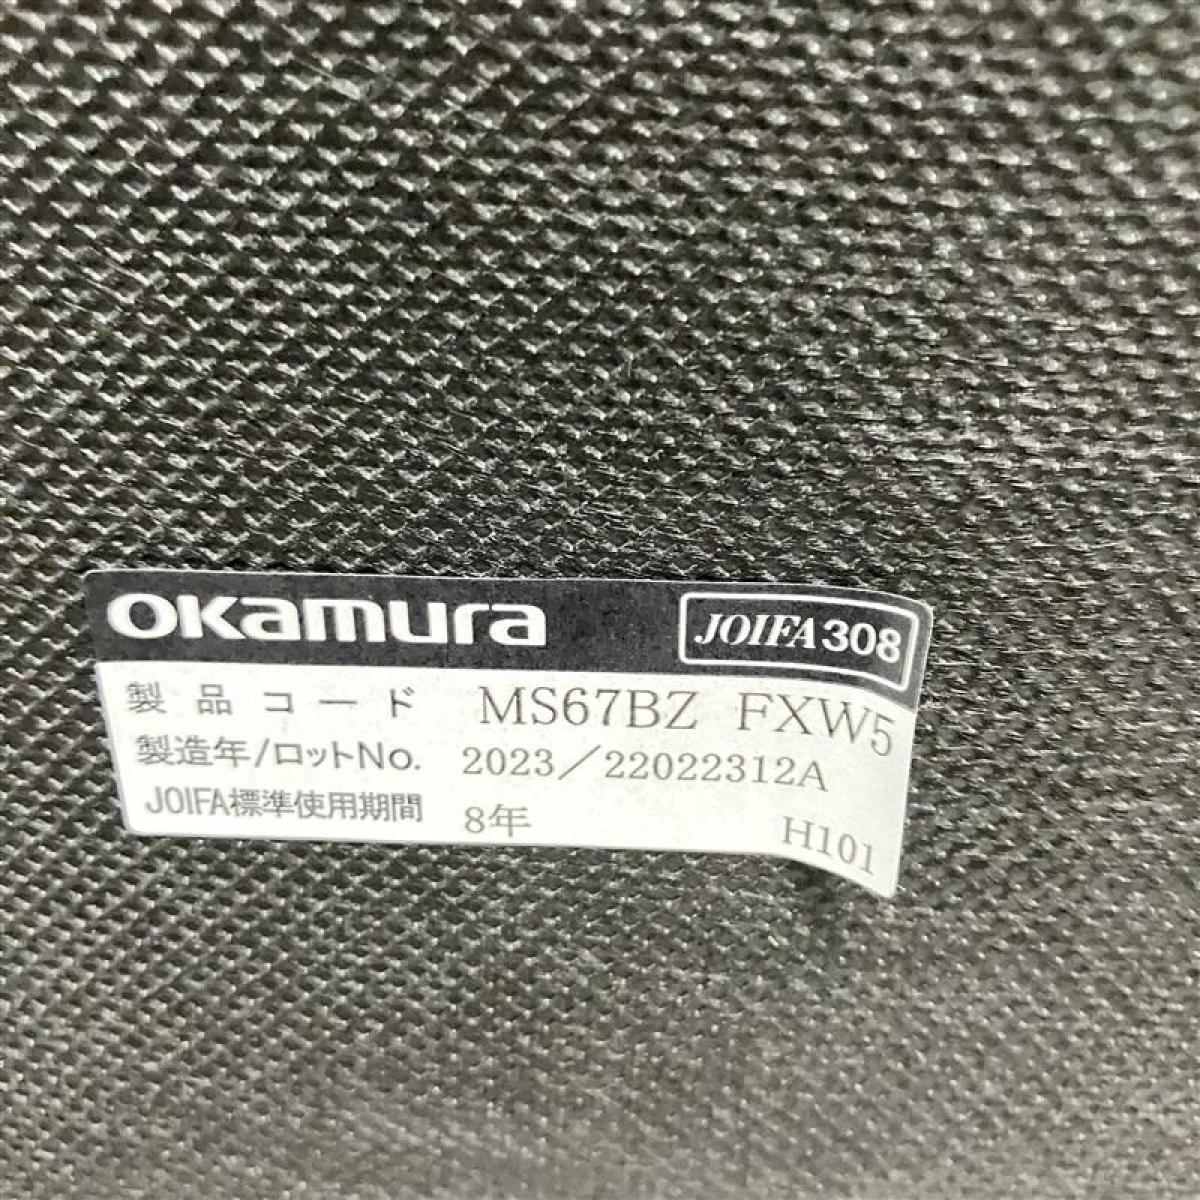 okamura JOIFA308
製品コード MS67BZ FXW5
製造年/ロットNo. 2023／22022312A
JOIFA標準使用期間 8年 H101